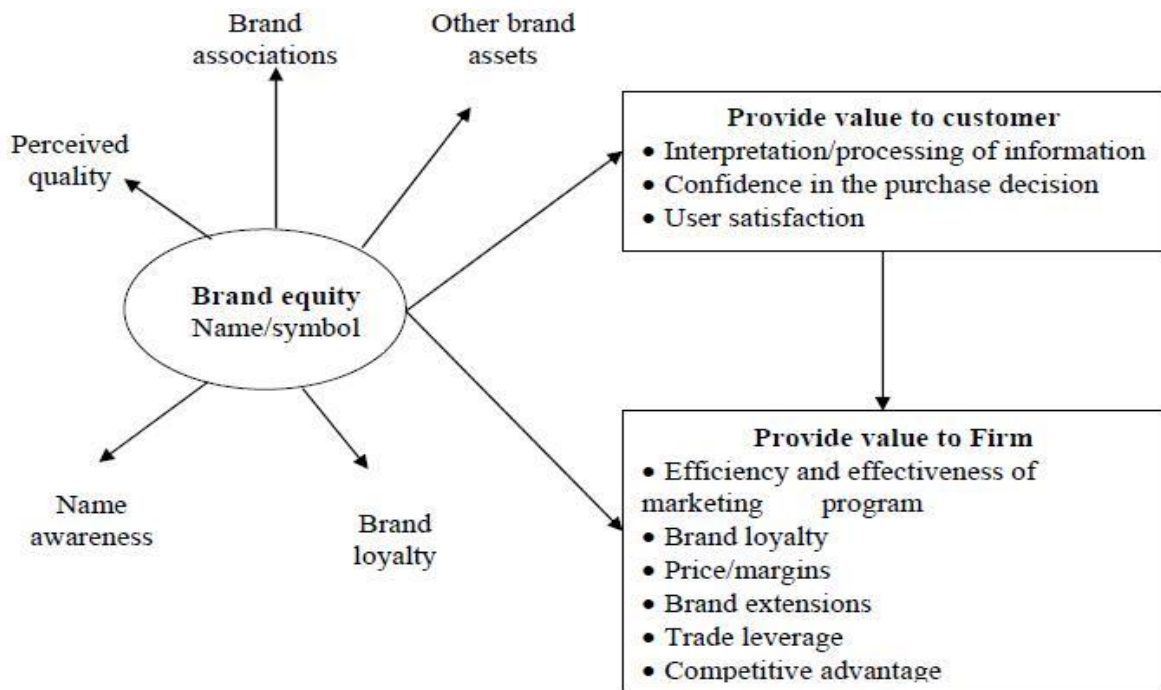 Brand
associations
Other brand
assets
Perceived
quality
Brand equity
Name/symbol
Name
awareness
Brand
loyalty
Provide value to customer
• Interpretation/processing of information
• Confidence in the purchase decision
• User satisfaction
Provide value to Firm
• Efficiency and effectiveness of
marketing program
• Brand loyalty
• Price/margins
• Brand extensions
• Trade leverage
• Competitive advantage